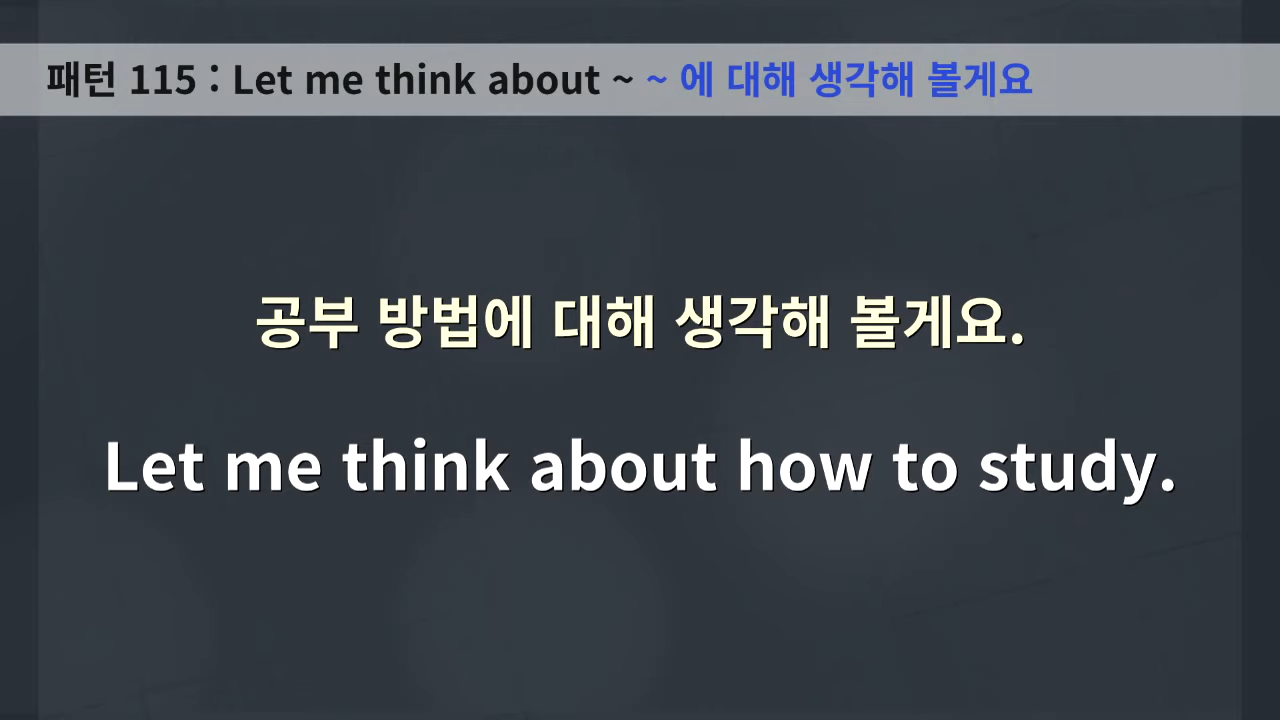 패턴 115 : Let me think about ~ ~ 에 대해 생각해 볼게요
공부 방법에 대해 생각해 볼게요.
Let me think about how to study.